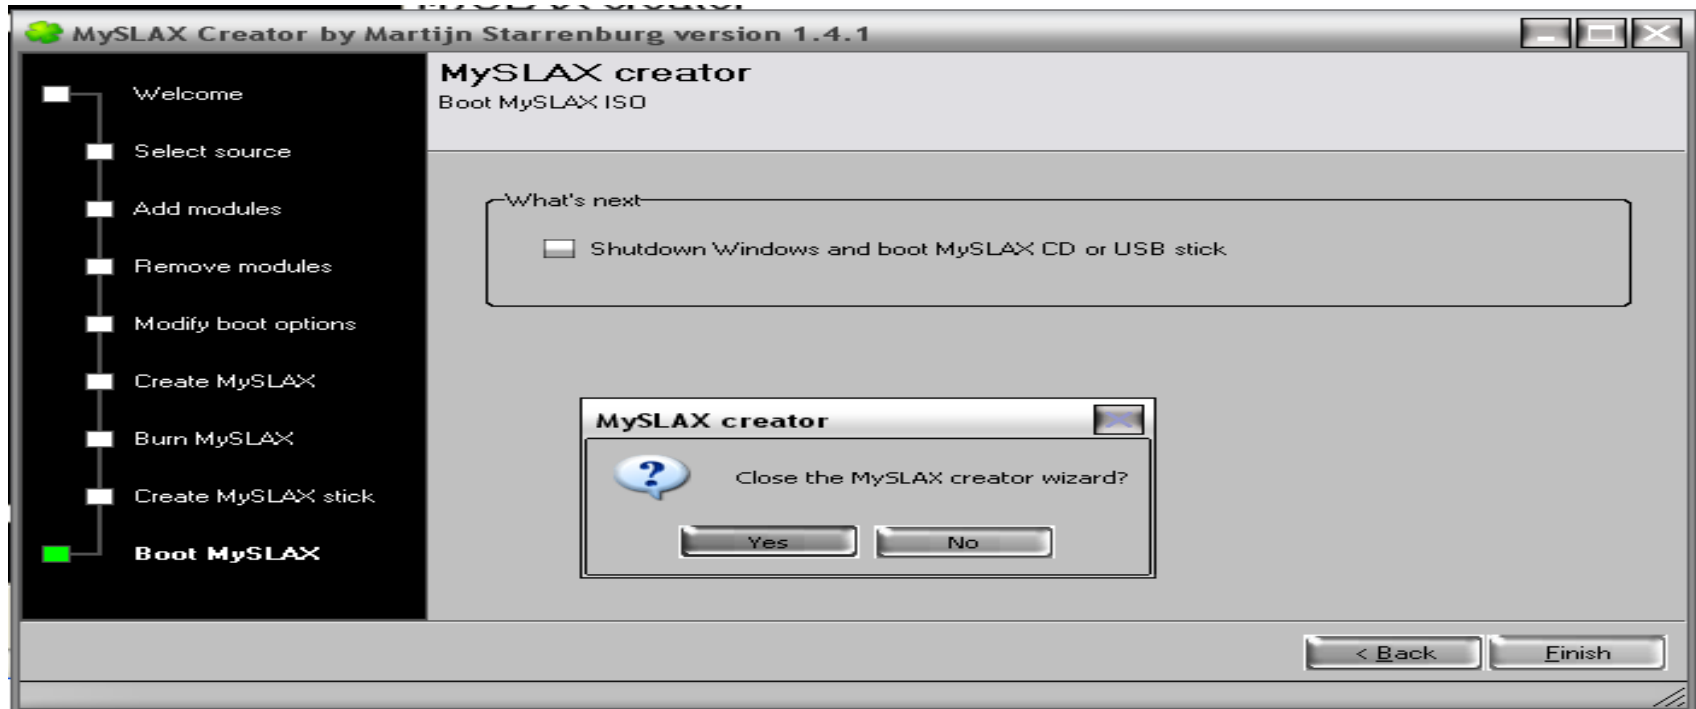 MySLAX creator
MySLAX Creator by Martijn Starrenburg version 1.4.1
Welcome
Select source
Add modules
Remove modules
Modify boot options
Create MySLAX
Burn MySLAX
Create MySLAX stick
Boot MySLAX
MySLAX creator
Boot MySLAX ISO
What's next
Shutdown Windows and boot MySLAX CD or USB stick
MySLAX creator
Close the MySLAX creator wizard?
Yes No
< Back Finish